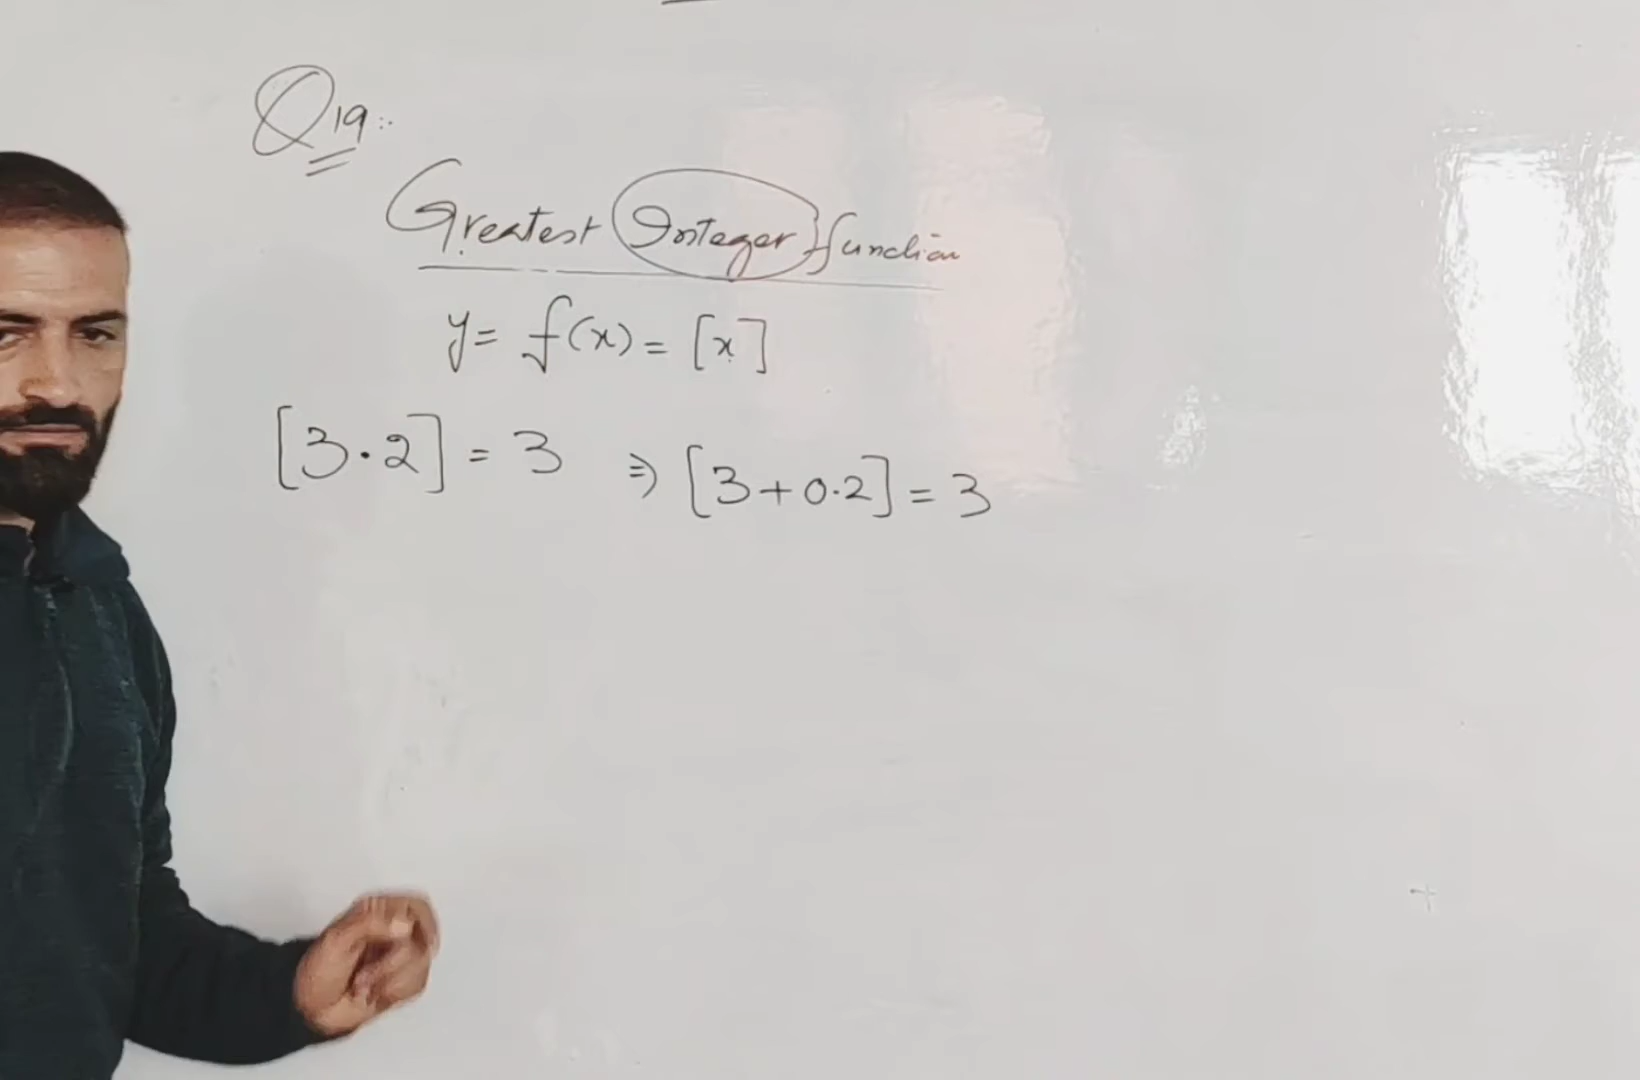 Q19:.
Greatest Integer function
y = f(x) = [x]
[3.2] = 3 ⇒ [3+0.2] = 3